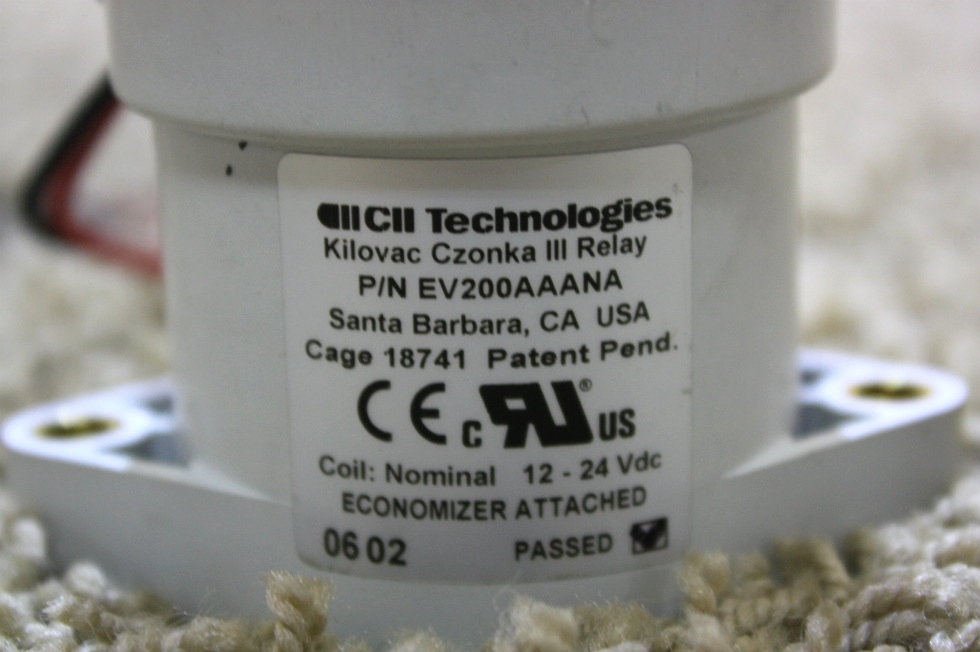 CII Technologies
Kilovac Czonka III Relay
P/N EV200AAANA
Santa Barbara, CA USA
Cage 18741 Patent Pend.
CE c RU® US
Coil: Nominal 12 - 24 Vdc
ECONOMIZER ATTACHED
06 02 PASSED